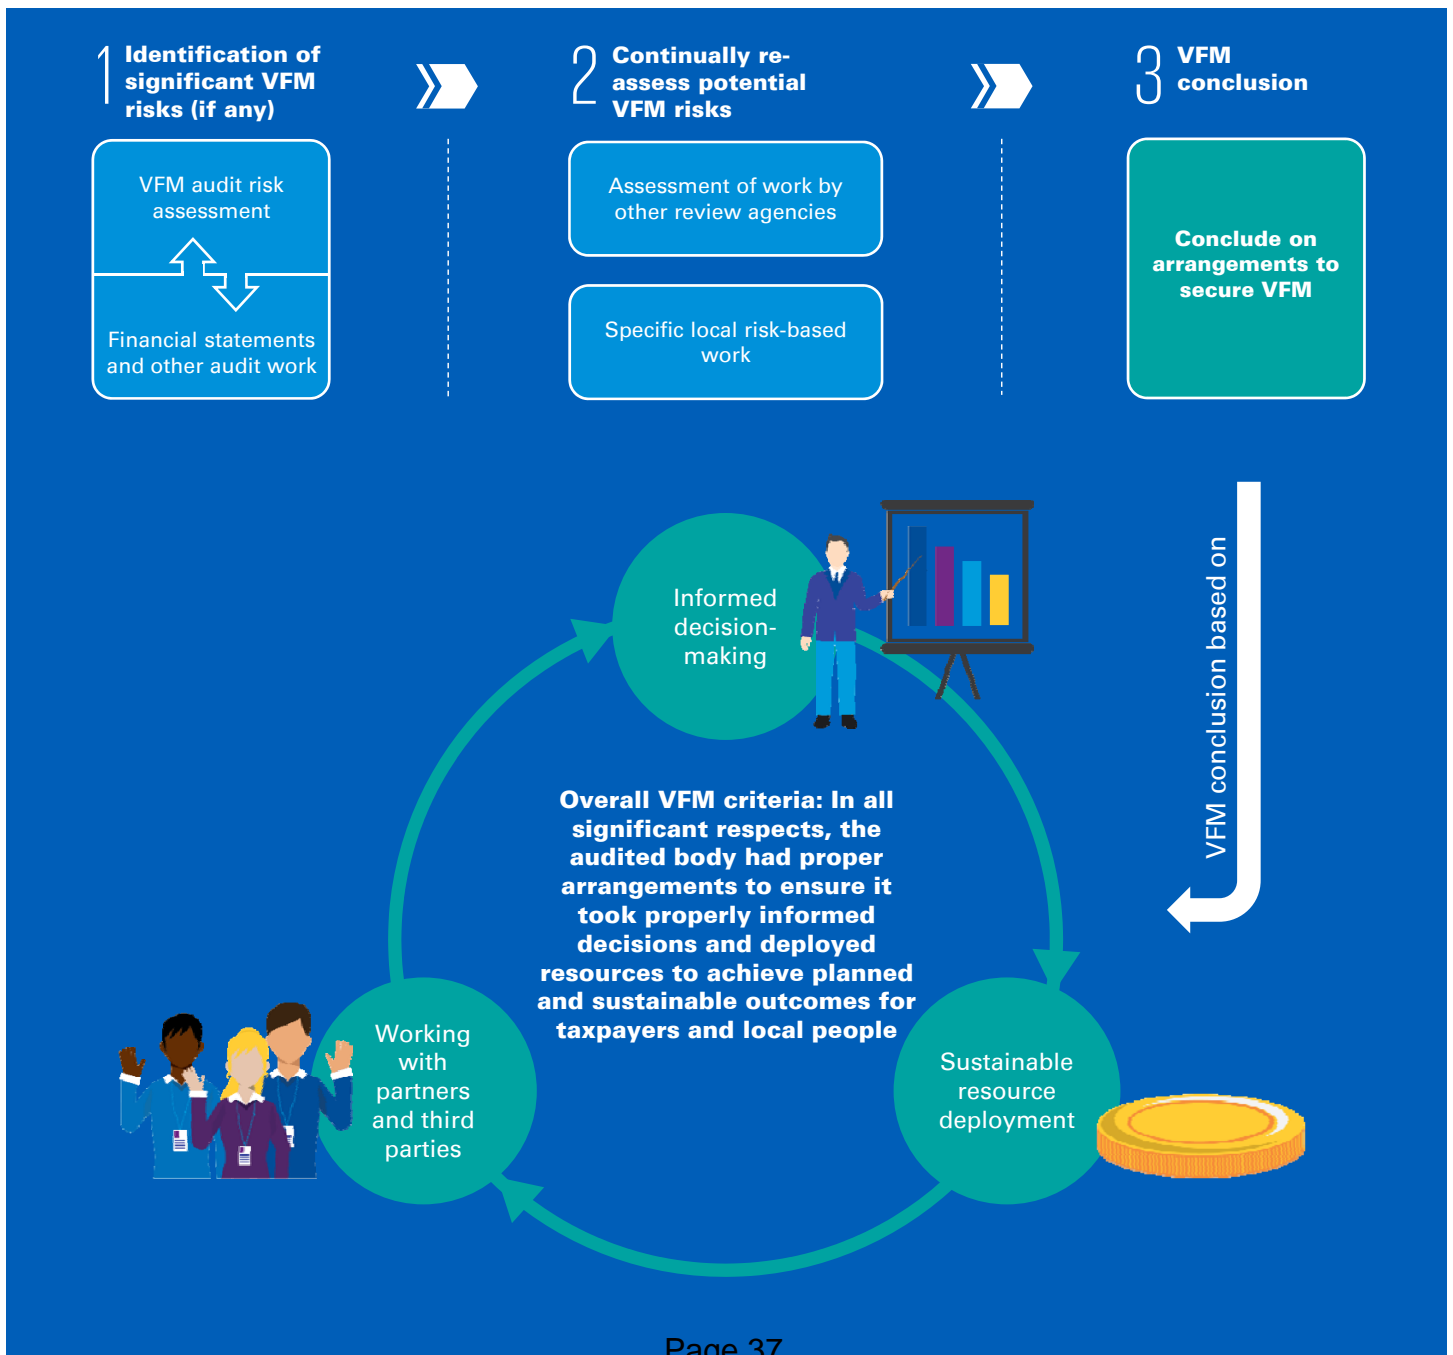 1 Identification of
significant VFM
risks (if any)
2 Continually re-
assess potential
VFM risks
3 VFM
conclusion
VFM audit risk
assessment
Financial statements
and other audit work
Assessment of work by
other review agencies
Specific local risk-based
work
Conclude on
arrangements to
secure VFM
VFM conclusion based on
Informed
decision-
making
Overall VFM criteria: In all
significant respects, the
audited body had proper
arrangements to ensure it
took properly informed
decisions and deployed
resources to achieve planned
and sustainable outcomes for
taxpayers and local people
Working
with
partners
and third
parties
Sustainable
resource
deployment
Page 37